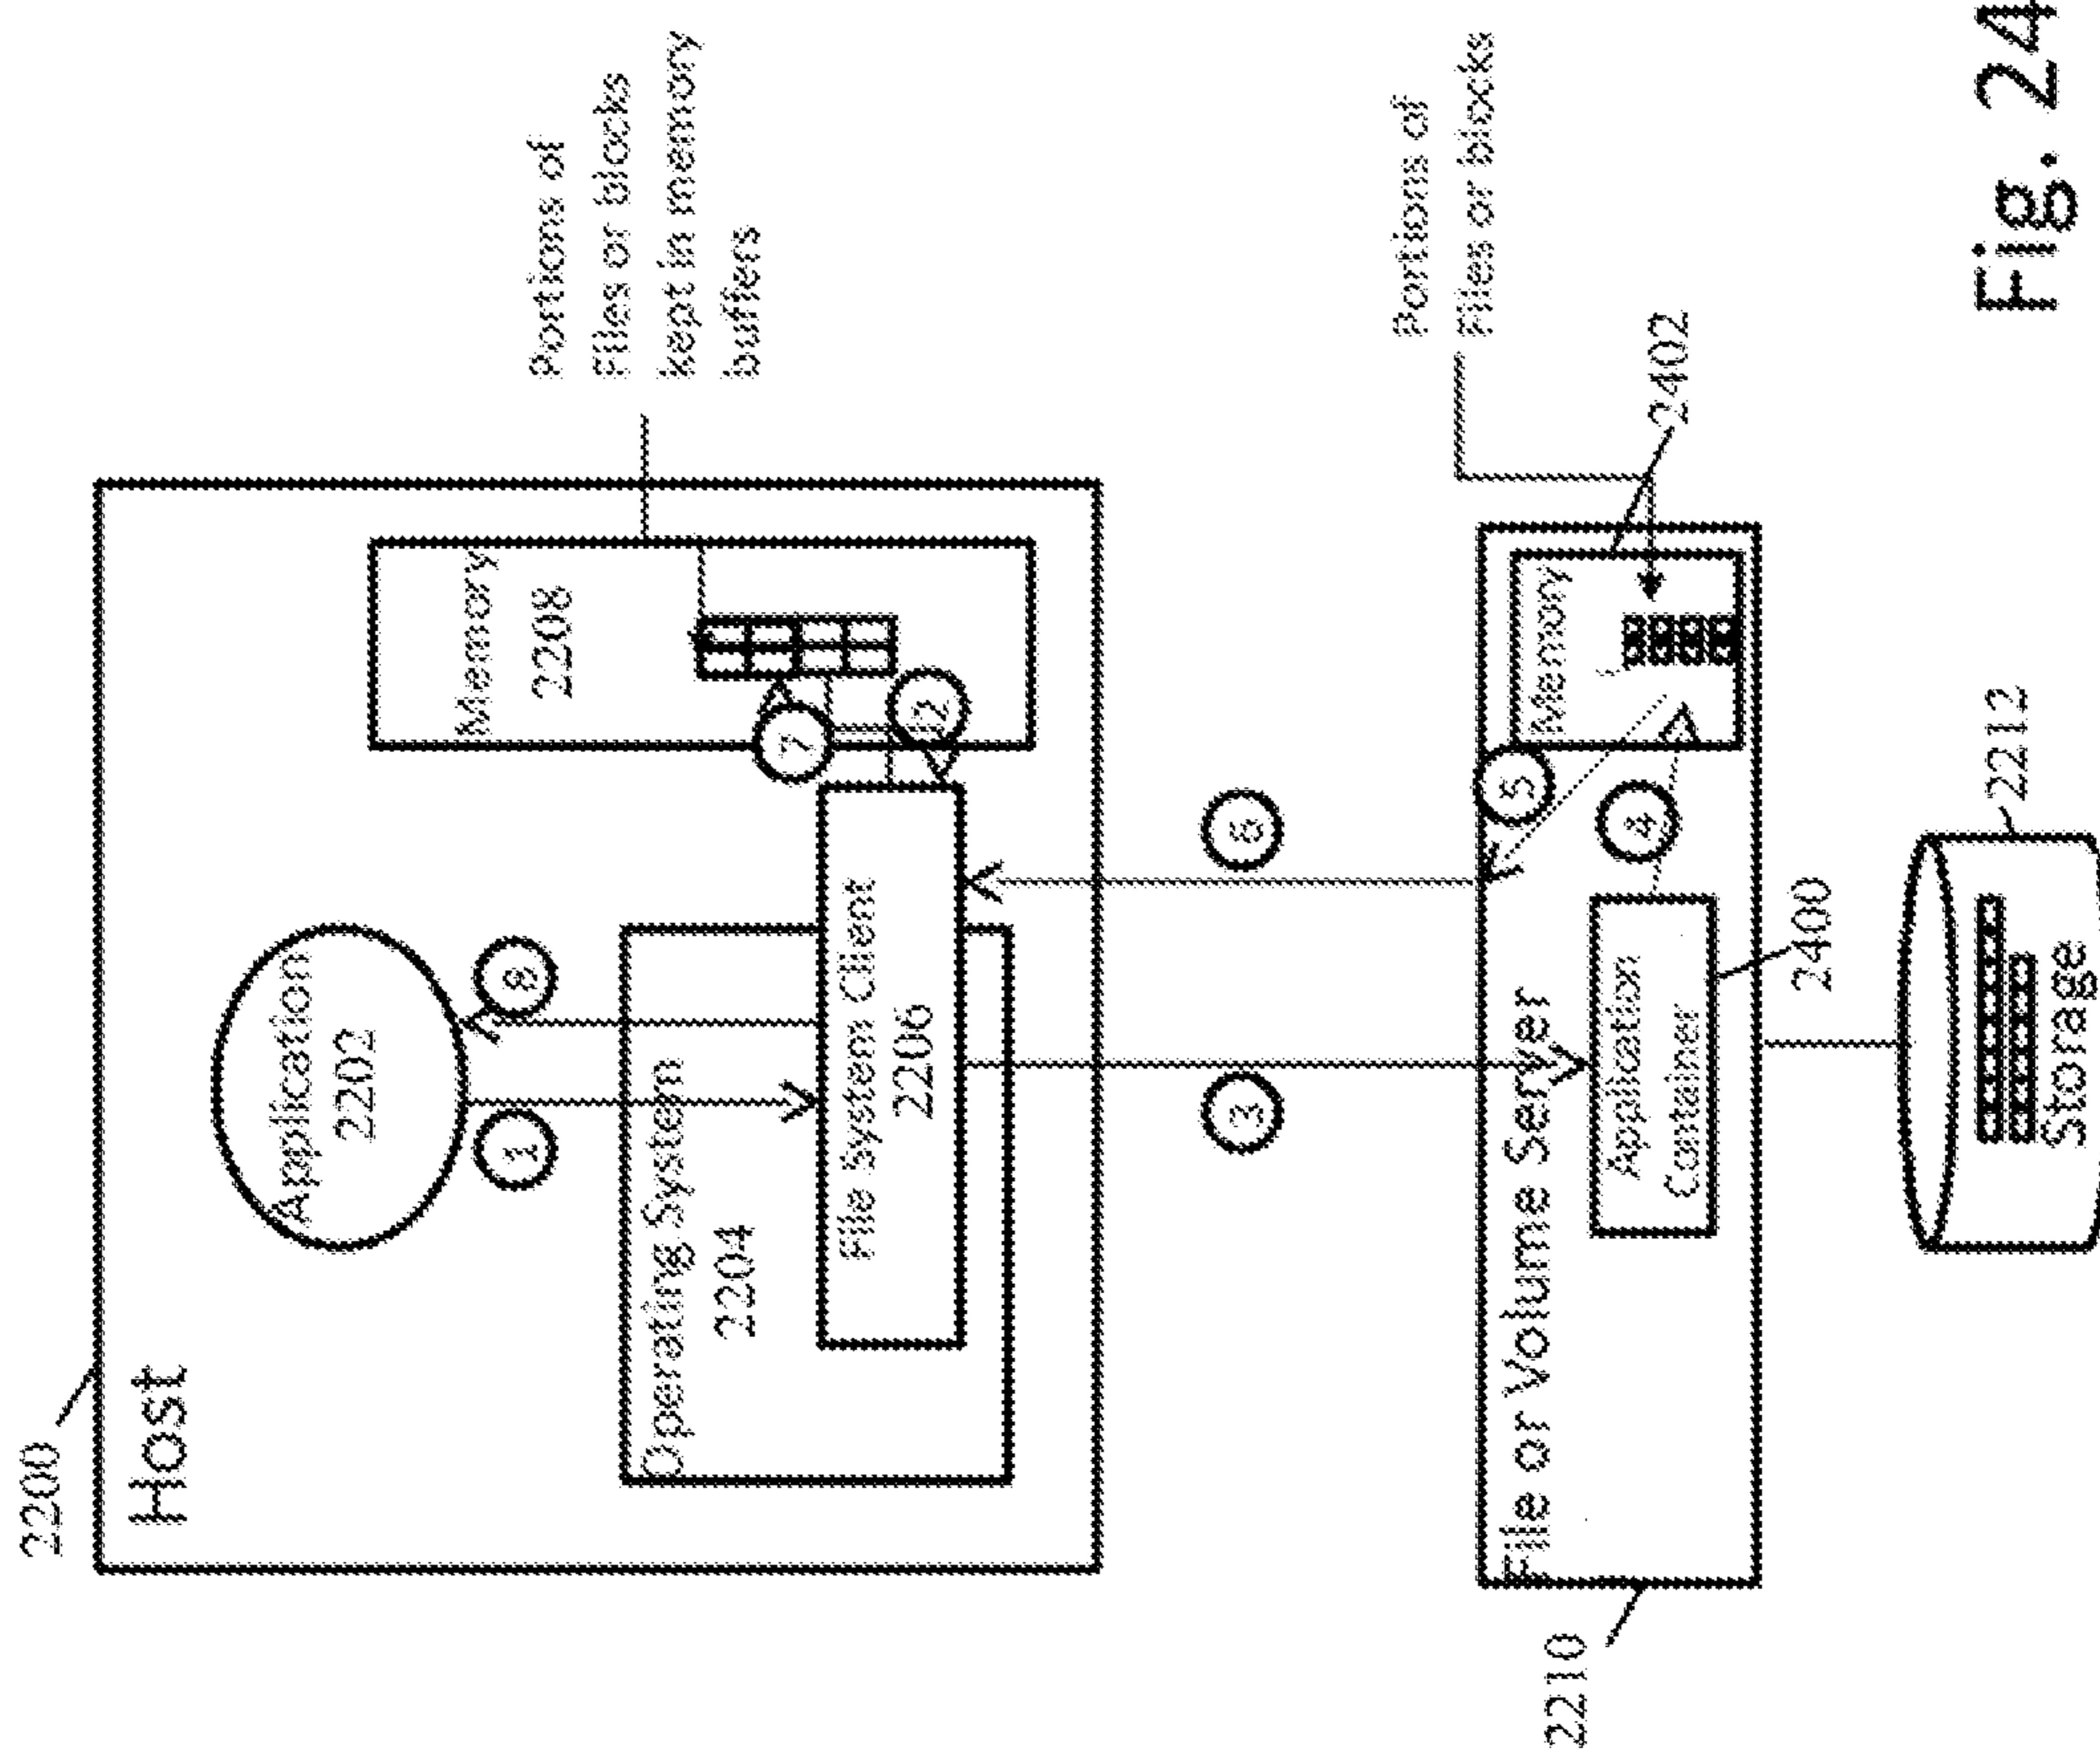 2200
Host
Application
2202
1
8
Operating System
2204
File System Client
2206
Memory
2208
7
2
Portions of
Files or blocks
kept in memory
buffers
3
6
2210
File or Volume Server
Application
Container
2400
4
5
Memory
2402
Portions of
Files or blocks
Storage
2212
Fig. 24